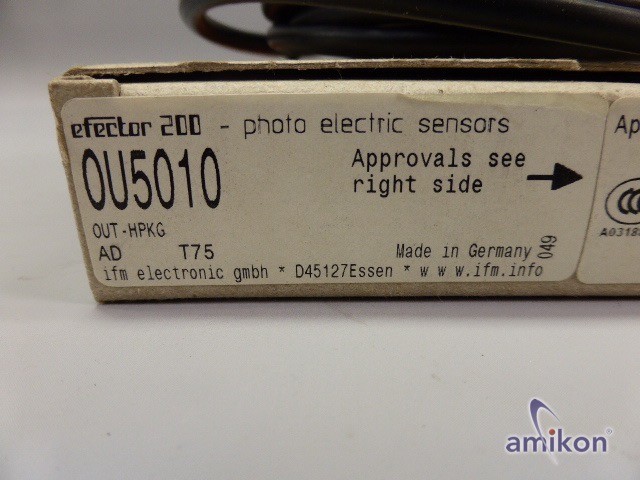 efector 200 - photo electric sensors
OU5010
Approvals see
right side
OUT-HPKG
AD T75
Made in Germany
049
ifm electronic gmbh * D45127Essen * www.ifm.info
Ap
amikon®